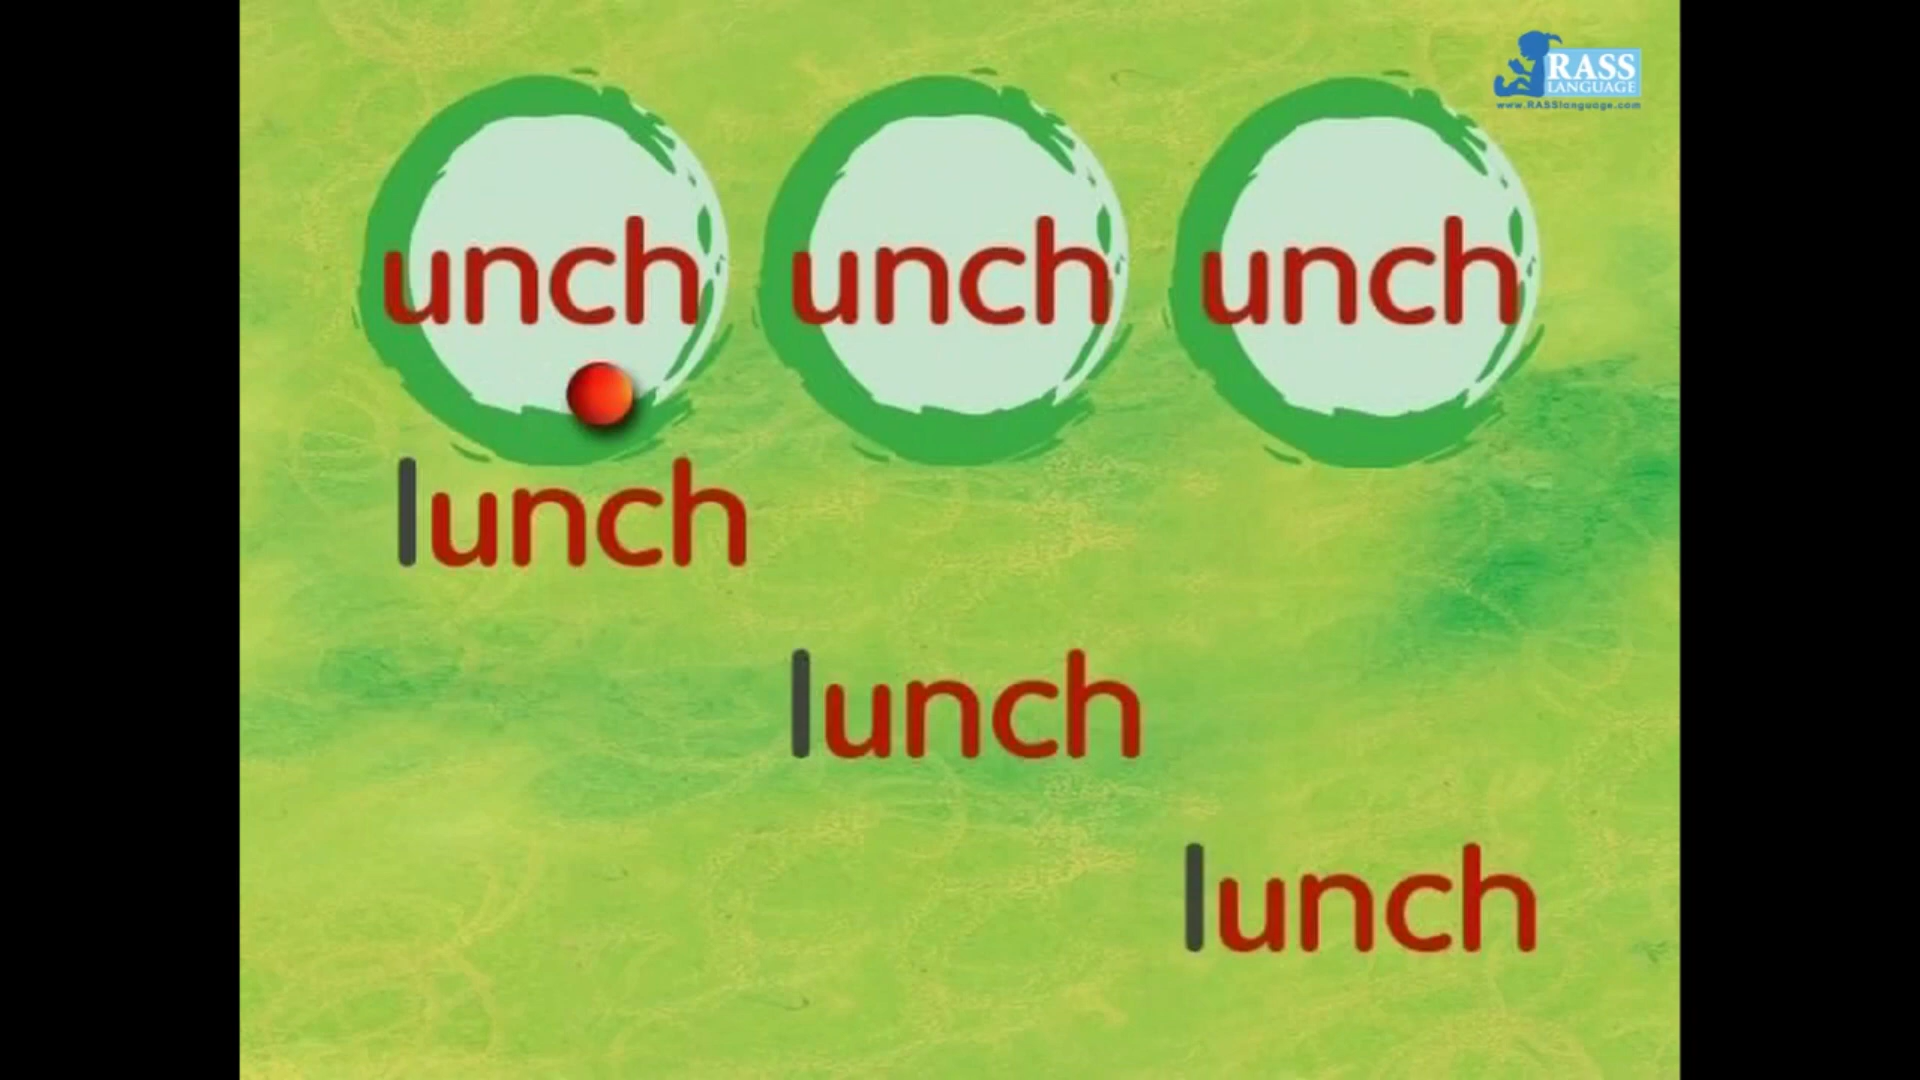 RASS
LANGUAGE
www.RASSlanguage.com
unch unch unch
lunch
lunch
lunch